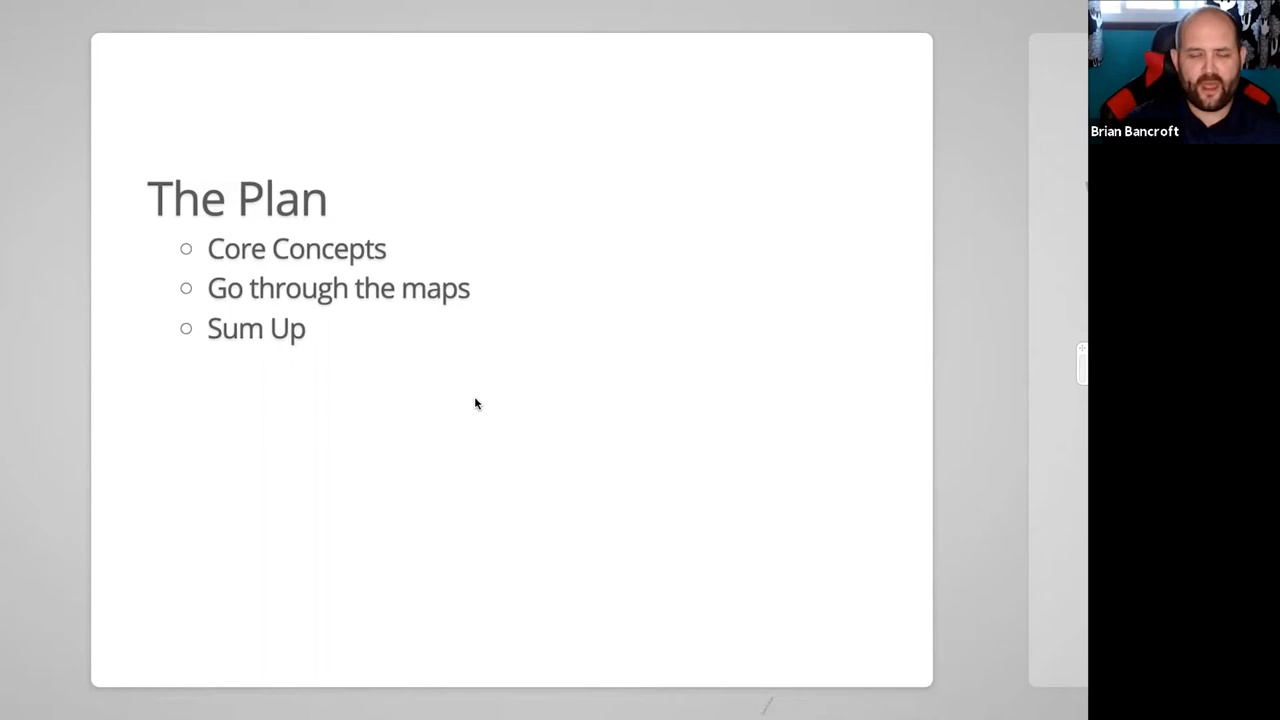 The Plan
Core Concepts
Go through the maps
Sum Up
Brian Bancroft